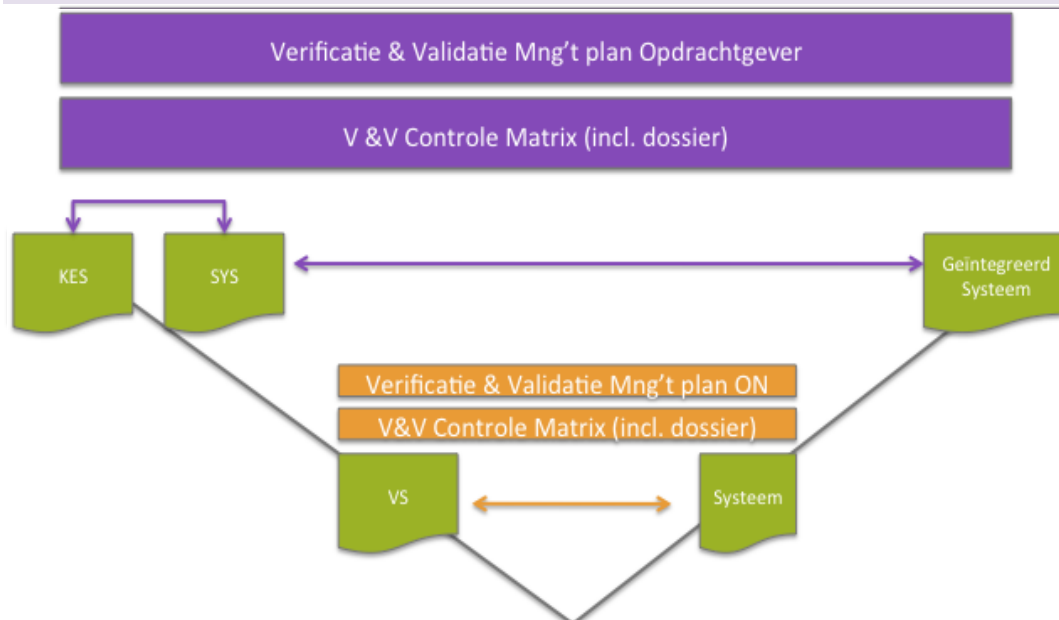 Verificatie & Validatie Mng't plan Opdrachtgever
V &V Controle Matrix (incl. dossier)
KES
SYS
Geïntegreerd
Systeem
Verificatie & Validatie Mng't plan ON
V&V Controle Matrix (incl. dossier)
VS
Systeem